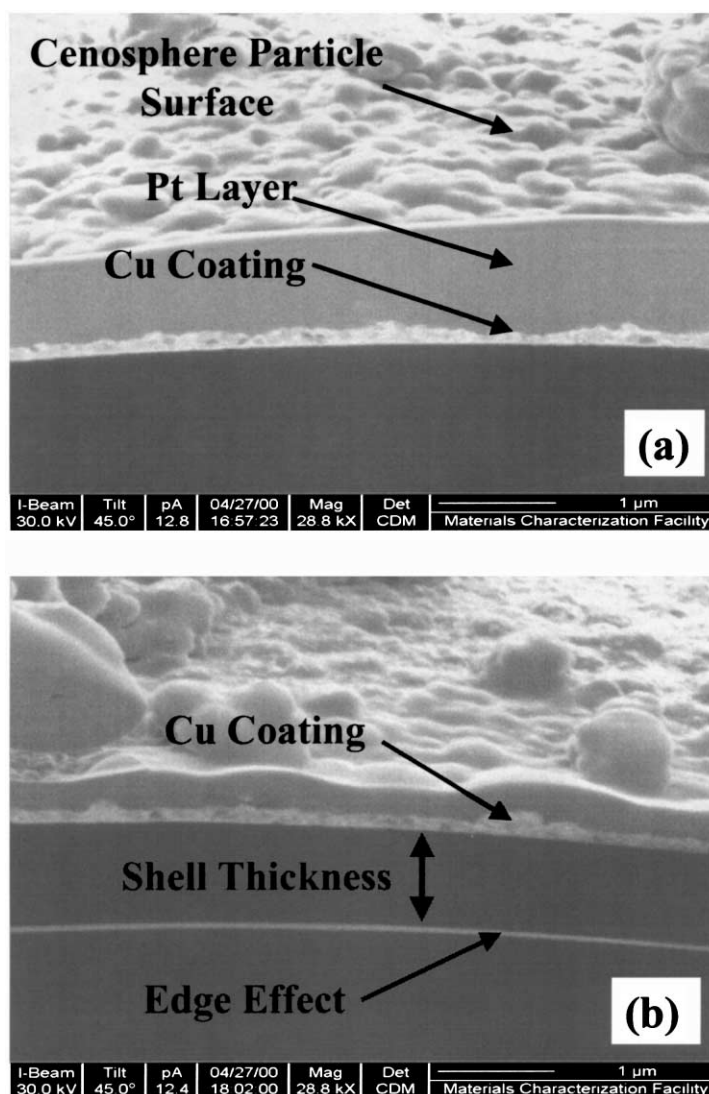 Cenosphere Particle
Surface
Pt Layer
Cu Coating
(a)
I-Beam Tilt pA 04/27/00 Mag Det 1 µm
30.0 kV 45.0° 12.8 16:57:23 28.8 kX CDM Materials Characterization Facility
Cu Coating
Shell Thickness
Edge Effect
(b)
I-Beam Tilt pA 04/27/00 Mag Det 1 µm
30.0 kV 45.0° 12.4 18:02:00 28.8 kX CDM Materials Characterization Facility